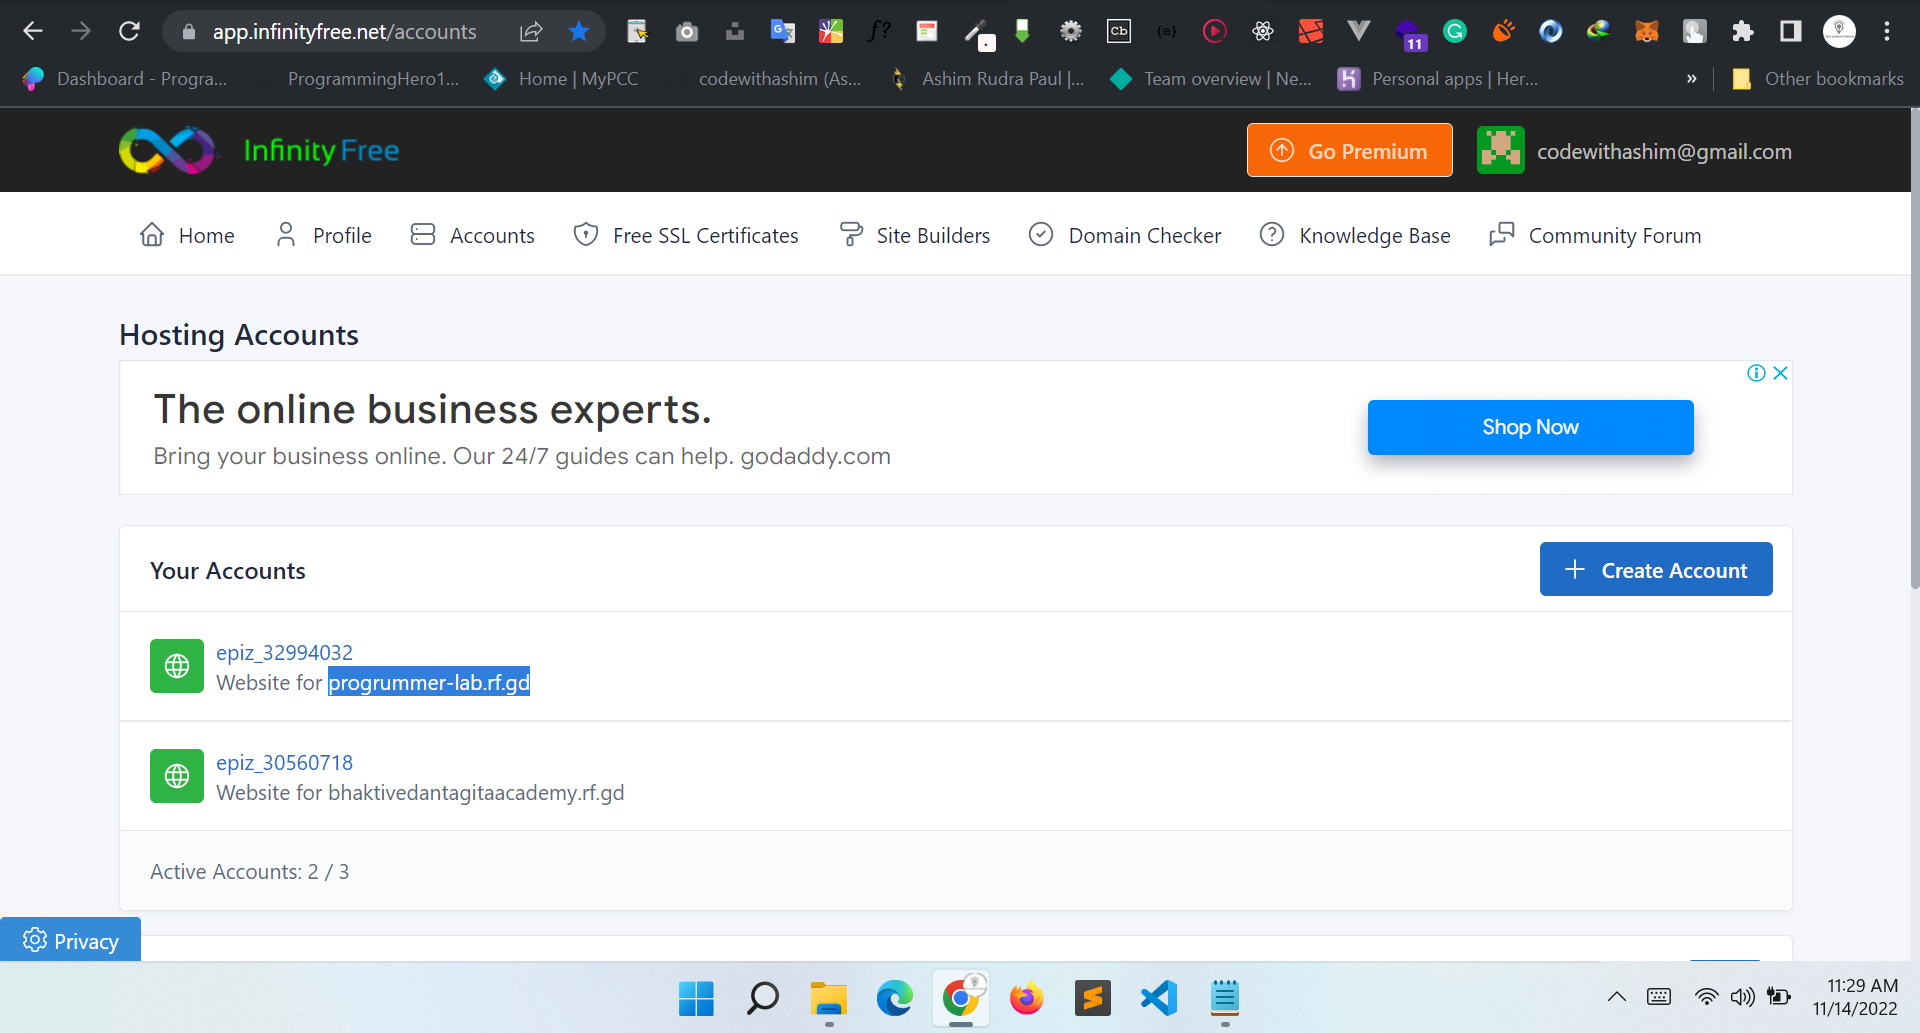 app.infinityfree.net/accounts
11
Dashboard - Progra...
ProgrammingHero1...
Home | MyPCC
codewithashim (As...
Ashim Rudra Paul |...
Team overview | Ne...
Personal apps | Her...
»
Other bookmarks
Infinity Free
Go Premium
codewithashim@gmail.com
Home
Profile
Accounts
Free SSL Certificates
Site Builders
Domain Checker
Knowledge Base
Community Forum
Hosting Accounts
The online business experts.
Bring your business online. Our 24/7 guides can help. godaddy.com
Shop Now
Your Accounts
+ Create Account
epiz_32994032
Website for progrummer-lab.rf.gd
epiz_30560718
Website for bhaktivedantagitaacademy.rf.gd
Active Accounts: 2 / 3
Privacy
11:29 AM
11/14/2022